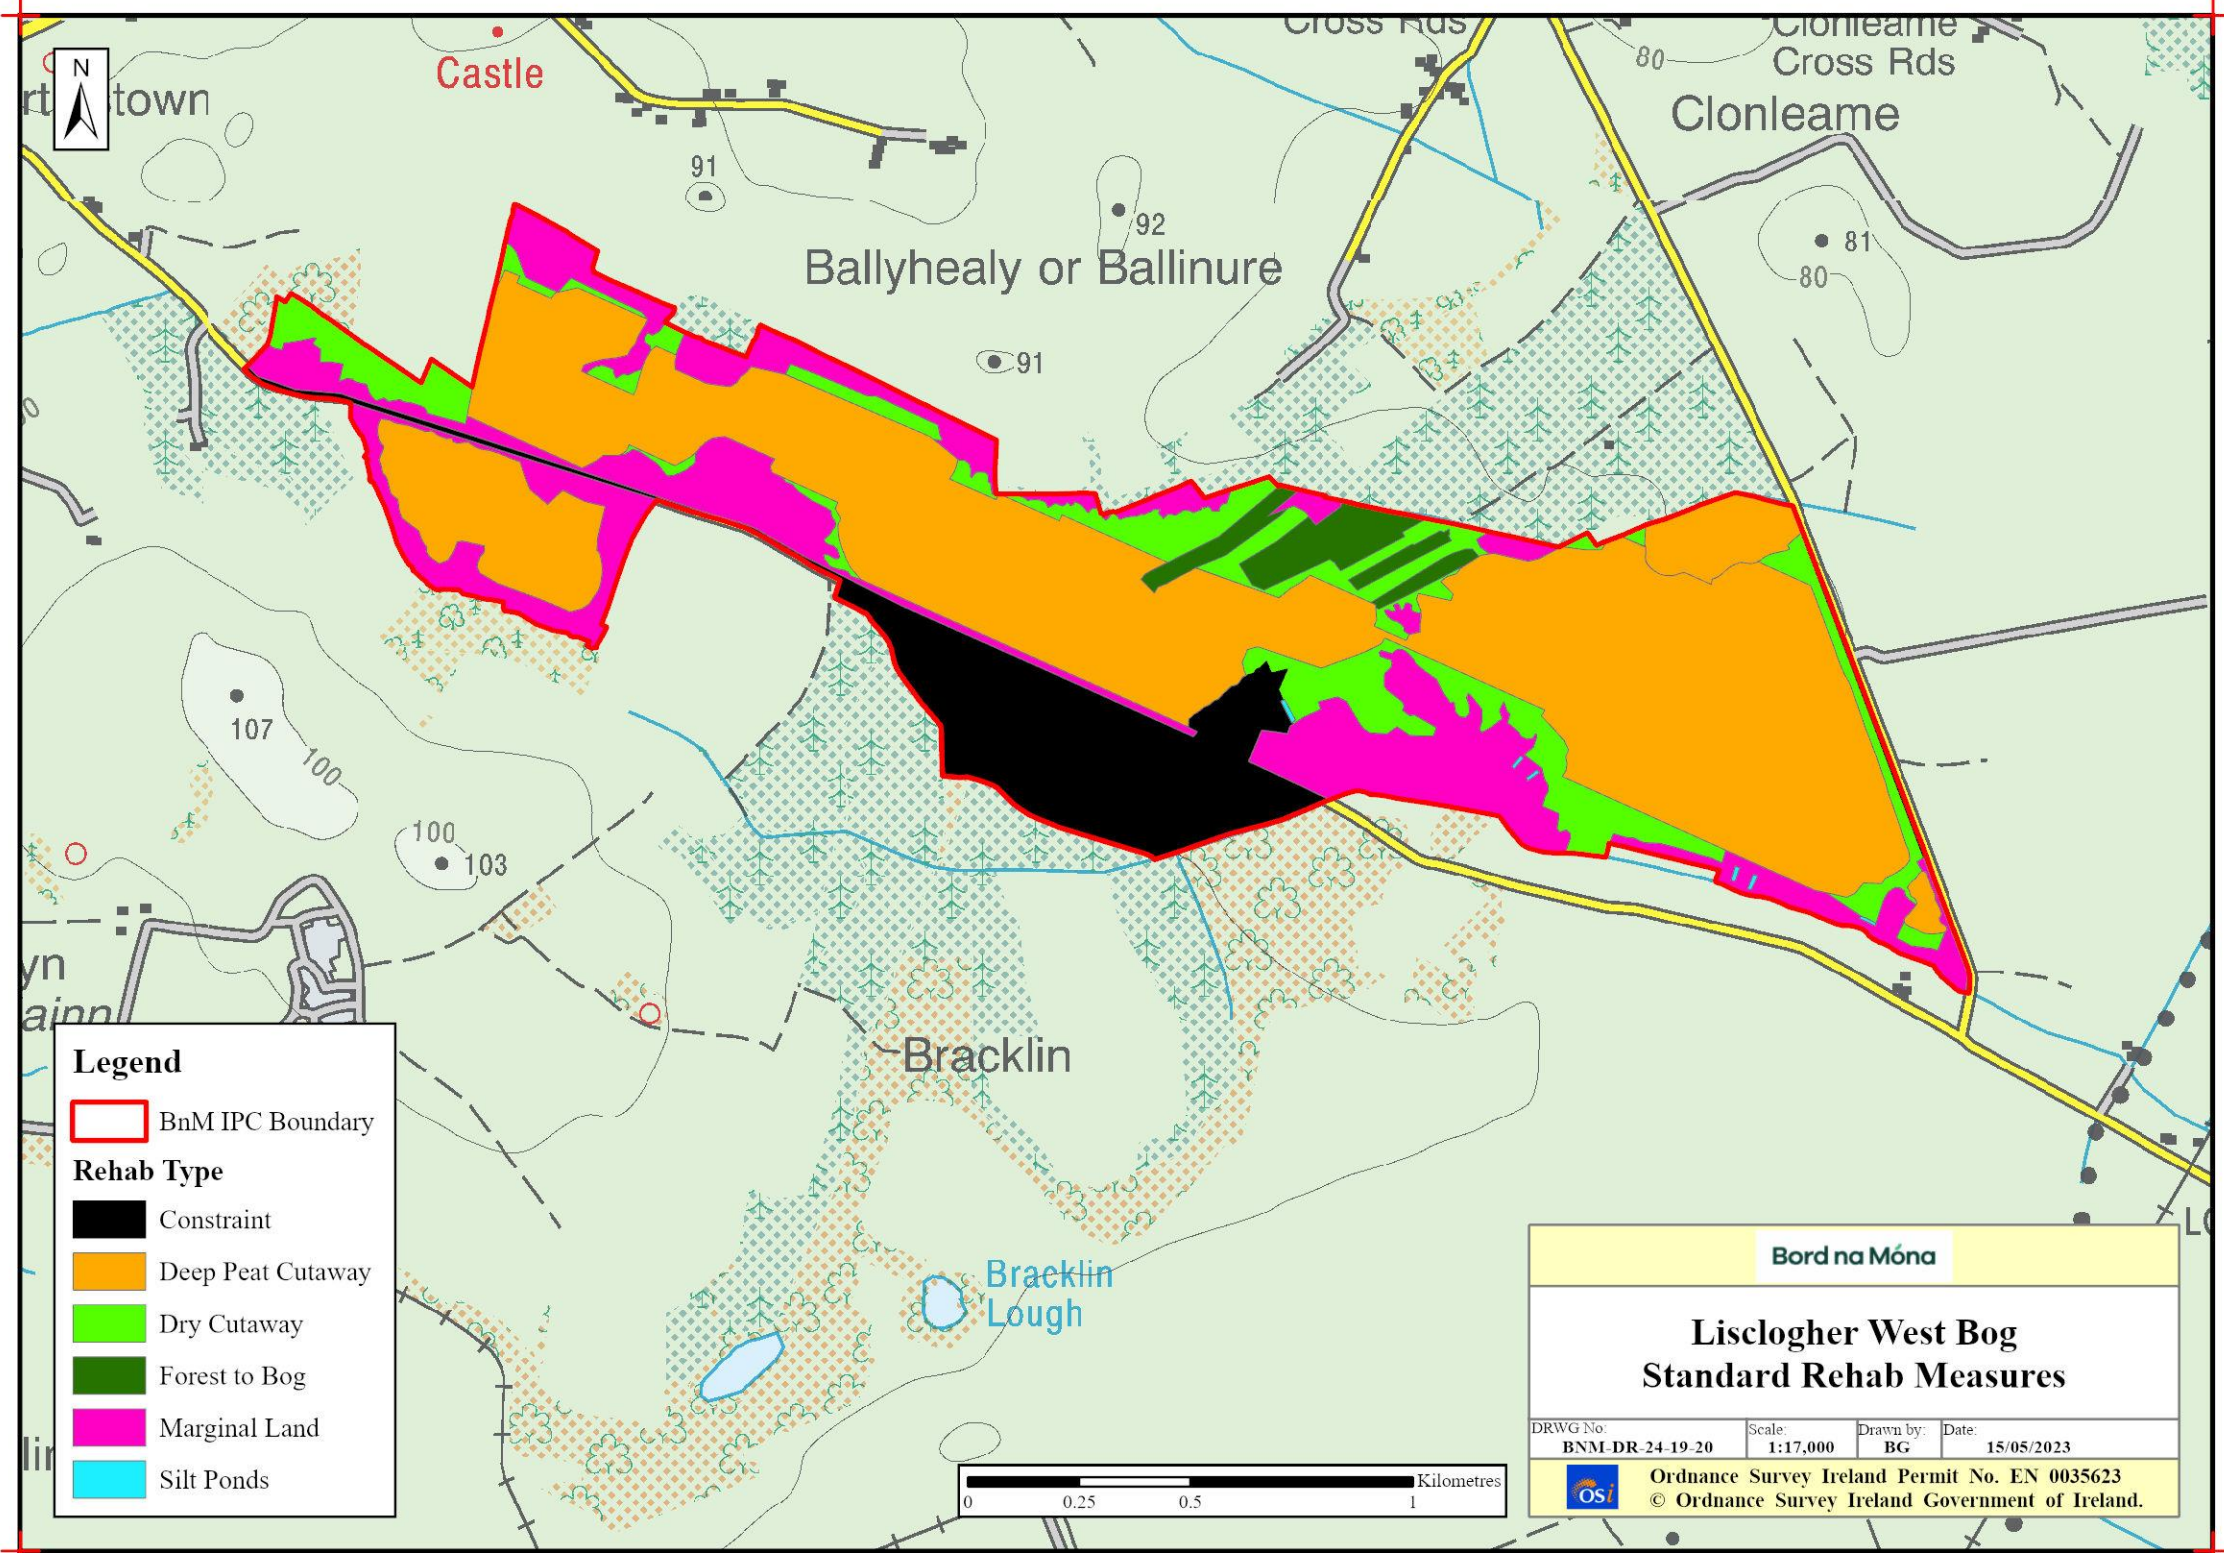 N
town
Castle
91
92
Ballyhealy or Ballinure
91
Cross Rds
Clonleame
Cross Rds
80
Clonleame
81
80
107
100
100
103
Bracklin
Bracklin
Lough
Legend
BnM IPC Boundary
Rehab Type
Constraint
Deep Peat Cutaway
Dry Cutaway
Forest to Bog
Marginal Land
Silt Ponds
Kilometres
0 0.25 0.5 1
Bord na Móna
Lisclogher West Bog
Standard Rehab Measures
DRWG No: Scale: Drawn by: Date:
BNM-DR-24-19-20 1:17,000 BG 15/05/2023
OSi
Ordnance Survey Ireland Permit No. EN 0035623
© Ordnance Survey Ireland Government of Ireland.